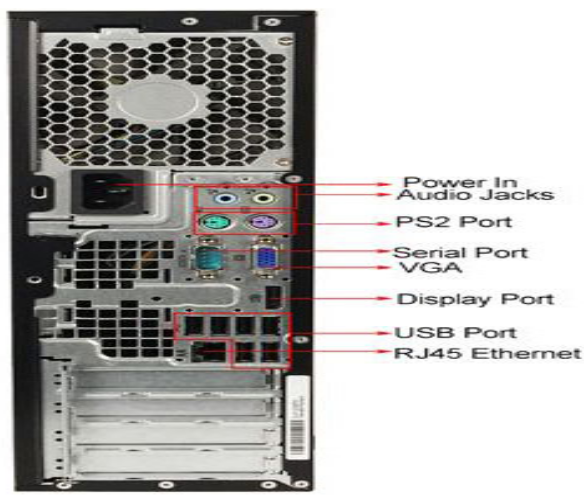 Power In
Audio Jacks
PS2 Port
Serial Port
VGA
Display Port
USB Port
RJ45 Ethernet